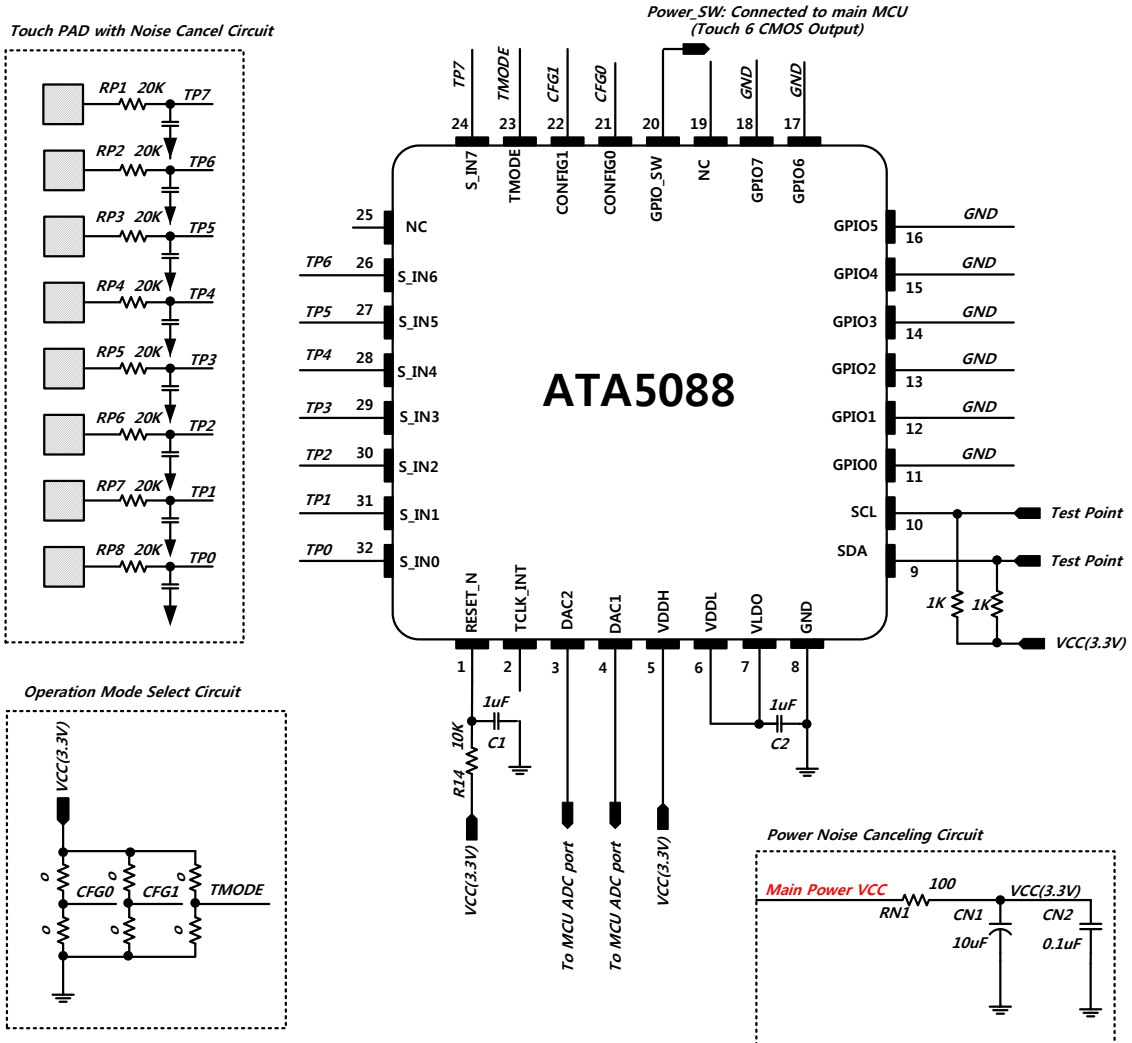 Touch PAD with Noise Cancel Circuit
RP1 20K TP7
RP2 20K TP6
RP3 20K TP5
RP4 20K TP4
RP5 20K TP3
RP6 20K TP2
RP7 20K TP1
RP8 20K TP0
Power_SW: Connected to main MCU
(Touch 6 CMOS Output)
TP7
TMODE
CFG1
CFG0
GND
GND
24 23 22 21 20 19 18 17
S_IN7
TMODE
CONFIG1
CONFIG0
GPIO_SW
NC
GPIO7
GPIO6
25 NC
TP6 26 S_IN6
TP5 27 S_IN5
TP4 28 S_IN4
TP3 29 S_IN3
TP2 30 S_IN2
TP1 31 S_IN1
TP0 32 S_IN0
ATA5088
GPIO5 16 GND
GPIO4 15 GND
GPIO3 14 GND
GPIO2 13 GND
GPIO1 12 GND
GPIO0 11 GND
SCL 10 Test Point
SDA 9 Test Point
1K 1K
VCC(3.3V)
RESET_N
TCLK_INT
DAC2
DAC1
VDDH
VDDL
VLDO
GND
1 2 3 4 5 6 7 8
1uF
C1
10K
R14
VCC(3.3V)
To MCU ADC port
To MCU ADC port
VCC(3.3V)
1uF
C2
Operation Mode Select Circuit
VCC(3.3V)
0 0 0
CFG0 CFG1 TMODE
0 0 0
Power Noise Canceling Circuit
Main Power VCC 100 VCC(3.3V)
RN1 CN1 CN2
10uF 0.1uF